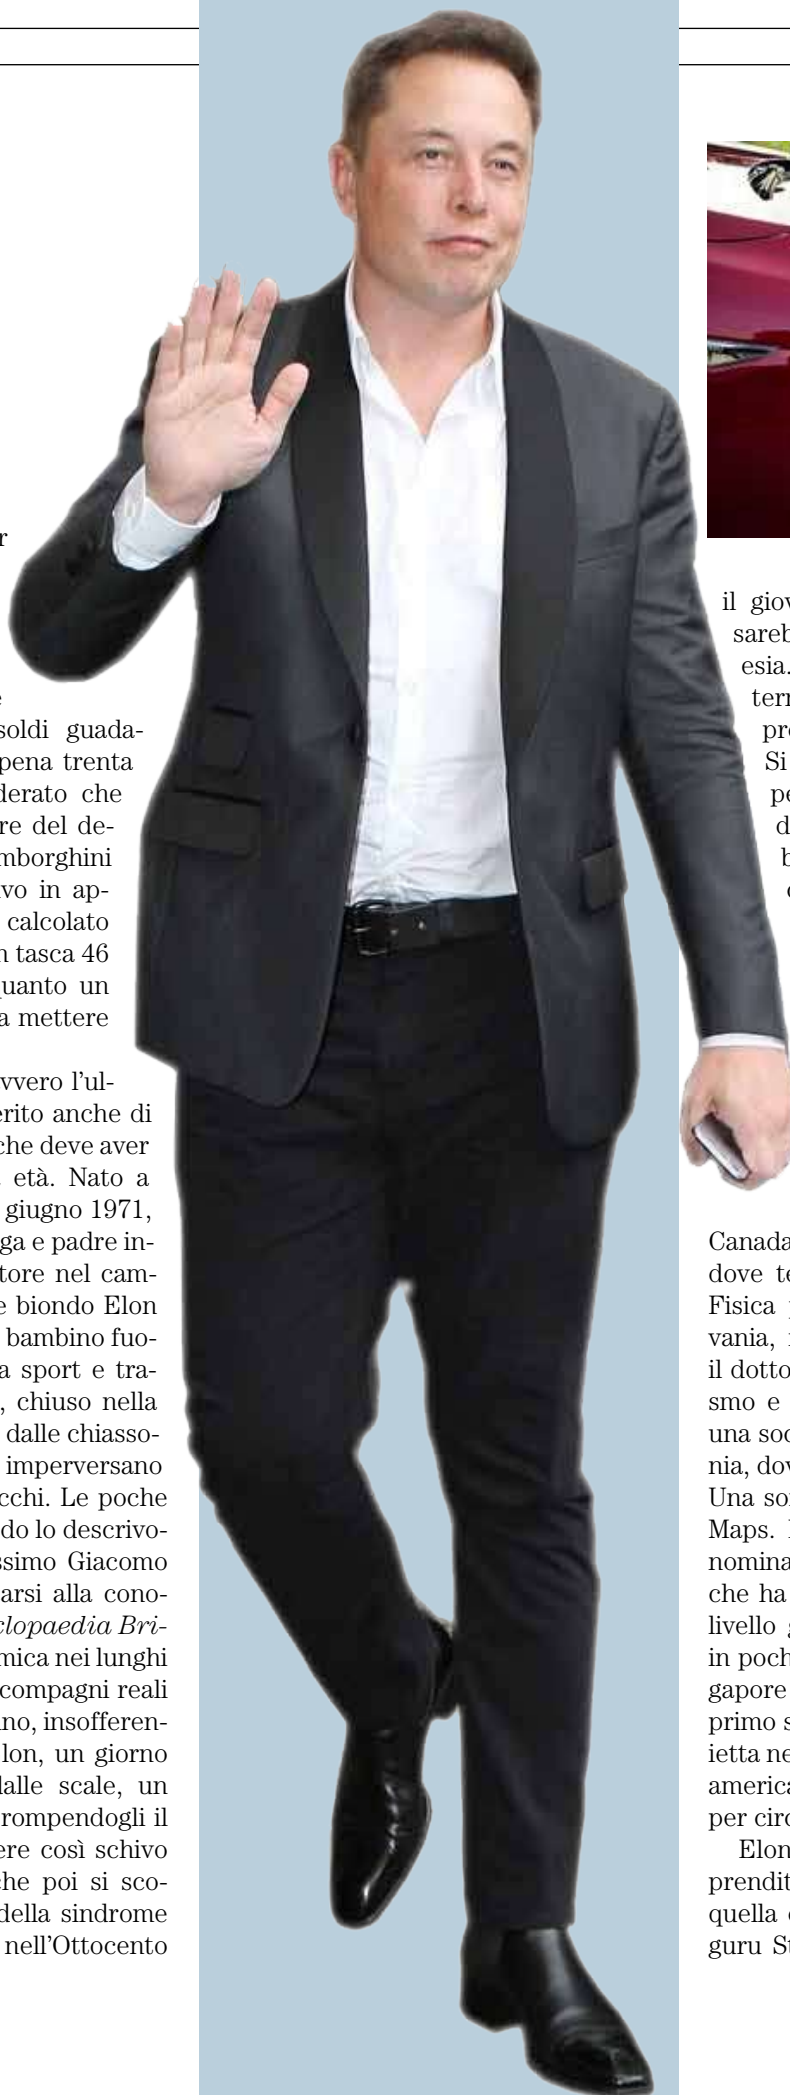 r
e
soldi guada-
pena trenta
derato che
re del de-
mborghini
vo in ap-
calcolato
n tasca 46
quanto un
a mettere
vvero l'ul-
erito anche di
che deve aver
età. Nato a
giugno 1971,
ga e padre in-
tore nel cam-
e biondo Elon
bambino fuo-
a sport e tra-
, chiuso nella
dalle chiasso-
imperversano
cchi. Le poche
do lo descrivo-
ssimo Giacomo
arsi alla cono-
clopaedia Bri-
mica nei lunghi
compagni reali
no, insofferen-
lon, un giorno
dalle scale, un
rompendogli il
ere così schivo
che poi si sco-
della sindrome
nell'Ottocento
il giov
sareb
esia.
tern
pro
Si
pe
d
b
c
Canada
dove te
Fisica
vania,
il dotto
smo e
una soc
nia, dov
Una so
Maps.
nomina
che ha
livello
in poch
gapore
primo s
ietta ne
america
per circ
Elon
prendit
quella
guru St